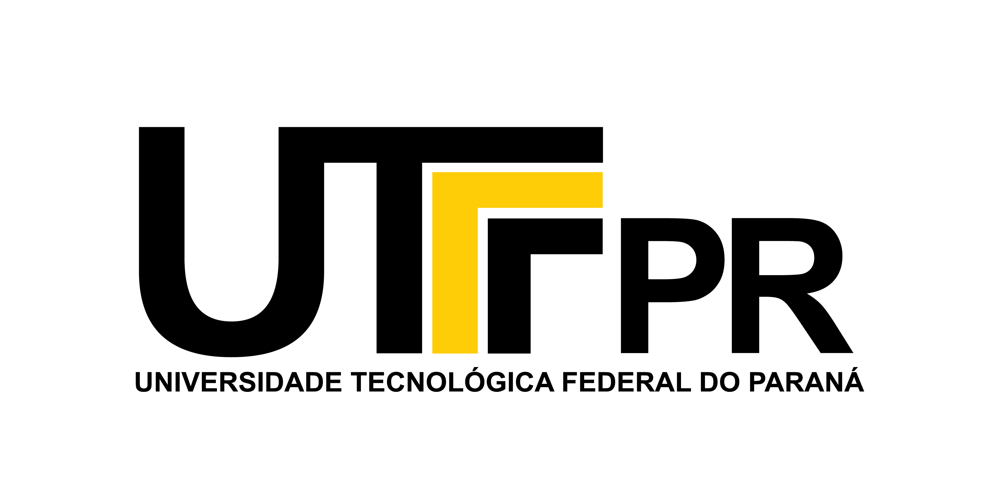 UTFPR
UNIVERSIDADE TECNOLÓGICA FEDERAL DO PARANÁ